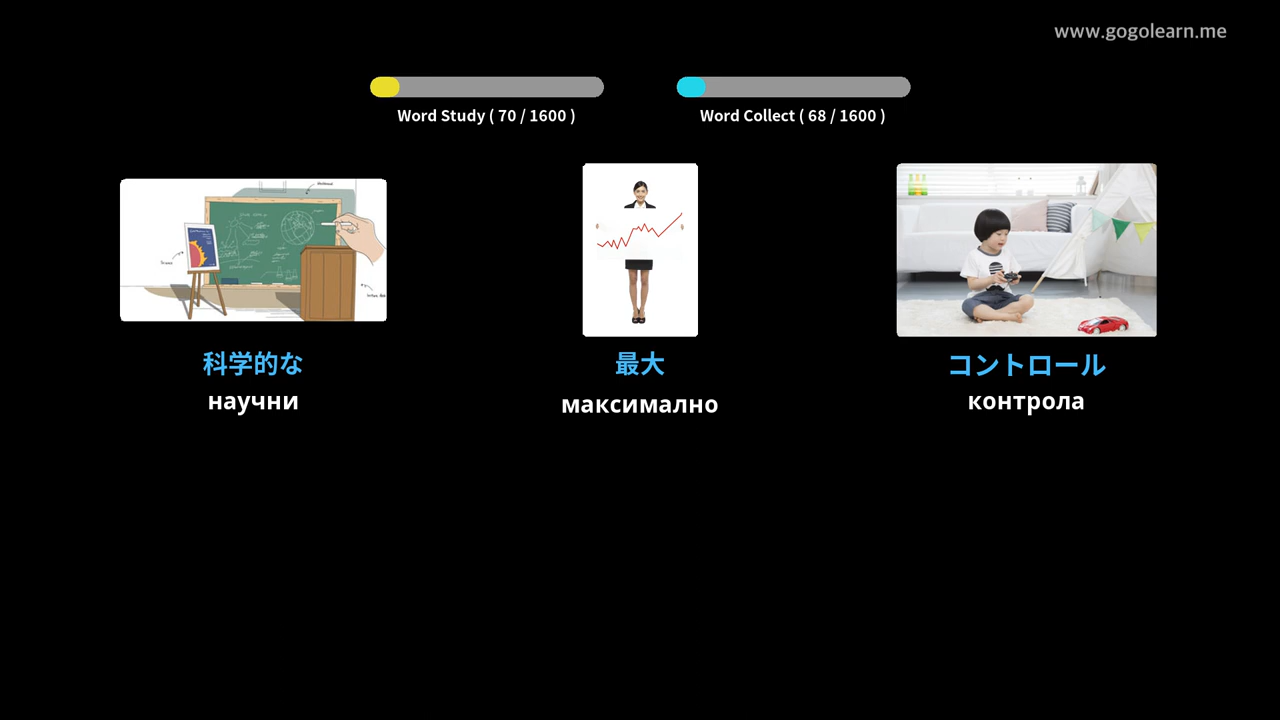 www.gogolearn.me
Word Study ( 70 / 1600 )
Word Collect ( 68 / 1600 )
科学的な
最大
コントロール
научни
максимално
контрола